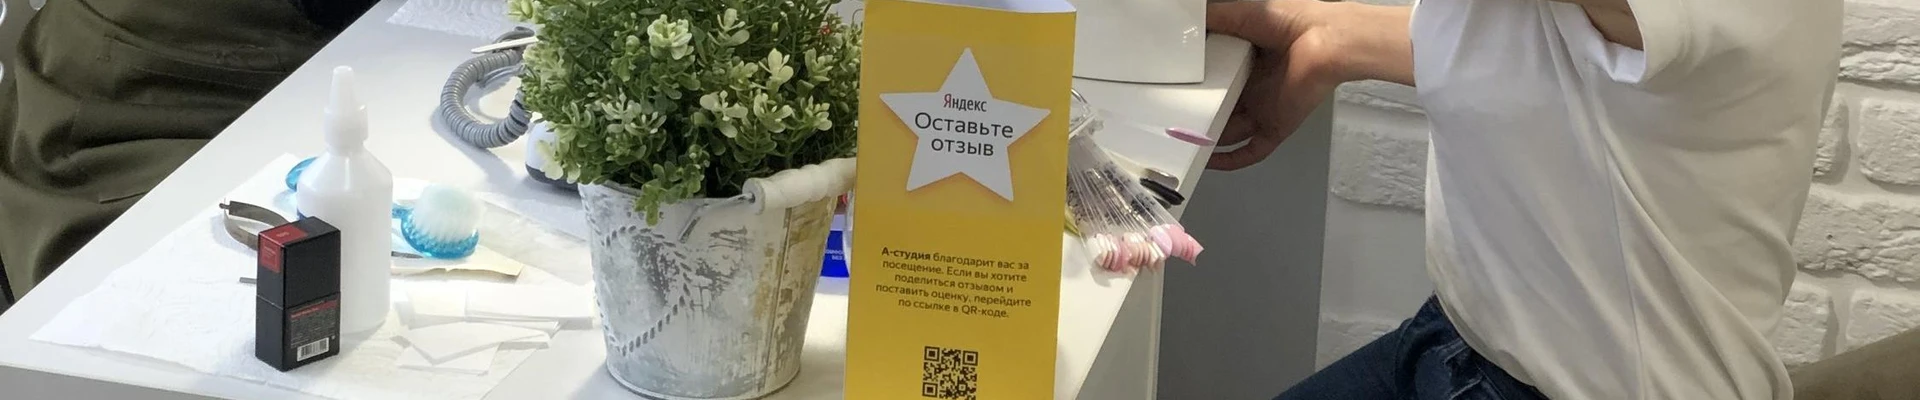 Яндекс
Оставьте
отзыв
А-студия благодарит вас за
посещение. Если вы хотите
поделиться отзывом и
поставить оценку, перейдите
по ссылке в QR-коде.